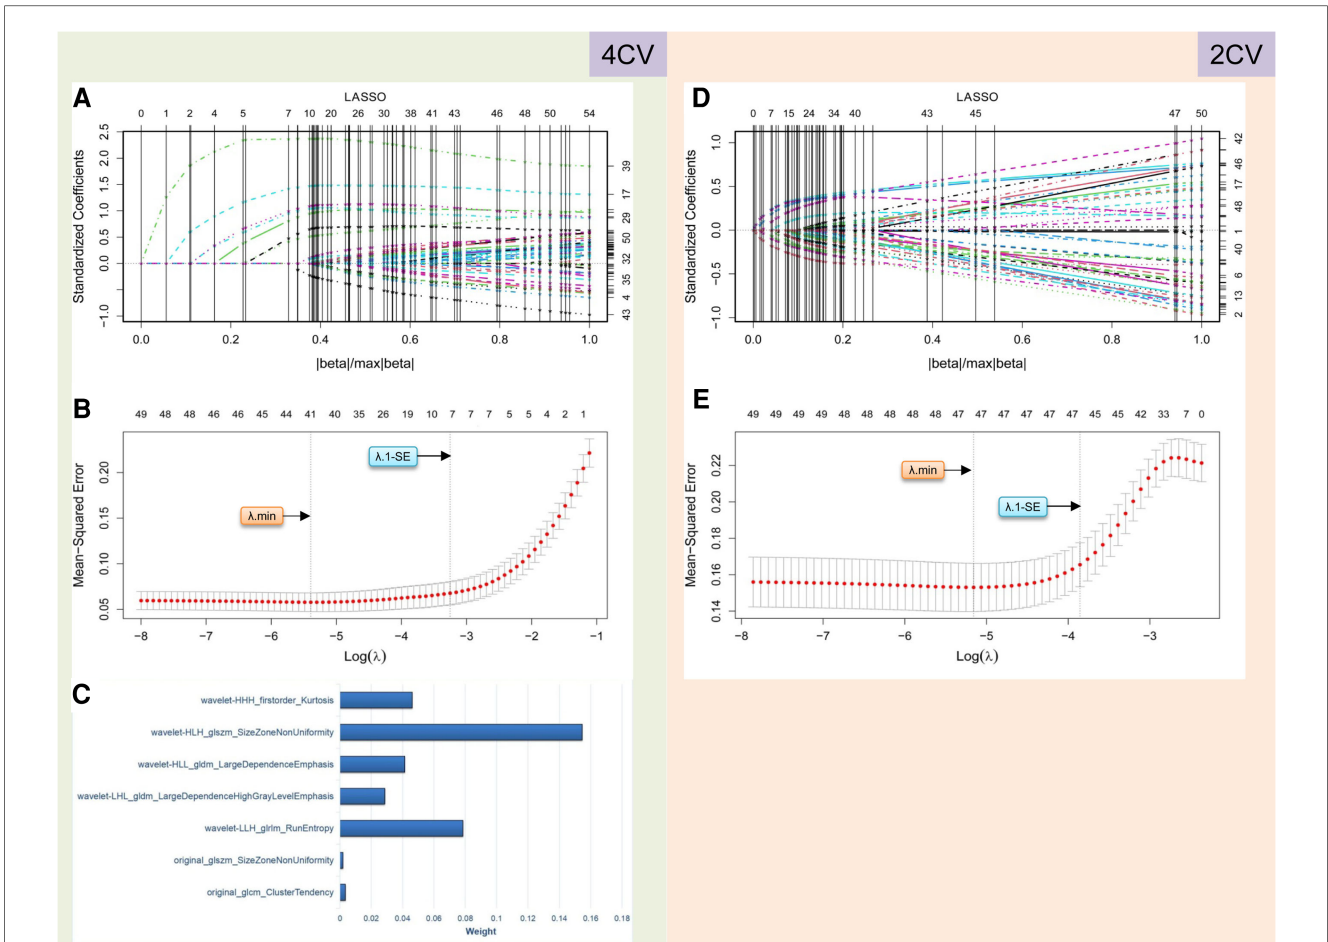 4CV
2CV
A
LASSO
0 1 2 4 5 7 10 20 26 30 38 41 43 46 48 50 54
Standardized Coefficients
2.5
2.0
1.5
1.0
0.5
0.0
−1.0
39
17
29
50
32
35
4
43
0.0 0.2 0.4 0.6 0.8 1.0
|beta|/max|beta|
D
LASSO
0 7 15 24 34 40 43 45 47 50
Standardized Coefficients
1.0
0.5
0.0
−0.5
−1.0
42
46
17
48
1
40
6
13
2
0.0 0.2 0.4 0.6 0.8 1.0
|beta|/max|beta|
B
49 48 48 46 46 45 44 41 40 35 26 19 10 7 7 7 5 5 4 2 1
Mean−Squared Error
0.20
0.15
0.10
0.05
λ.1-SE
λ.min
−8 −7 −6 −5 −4 −3 −2 −1
Log(λ)
E
49 49 49 49 48 48 48 48 48 47 47 47 47 47 45 45 42 33 7 0
Mean−Squared Error
0.22
0.20
0.18
0.16
0.14
λ.min
λ.1-SE
−8 −7 −6 −5 −4 −3
Log(λ)
C
wavelet-HHH_firstorder_Kurtosis
wavelet-HLH_glszm_SizeZoneNonUniformity
wavelet-HLL_gldm_LargeDependenceEmphasis
wavelet-LHL_gldm_LargeDependenceHighGrayLevelEmphasis
wavelet-LLH_glrlm_RunEntropy
original_glszm_SizeZoneNonUniformity
original_glcm_ClusterTendency
0 0.02 0.04 0.06 0.08 0.1 0.12 0.14 0.16 0.18
Weight